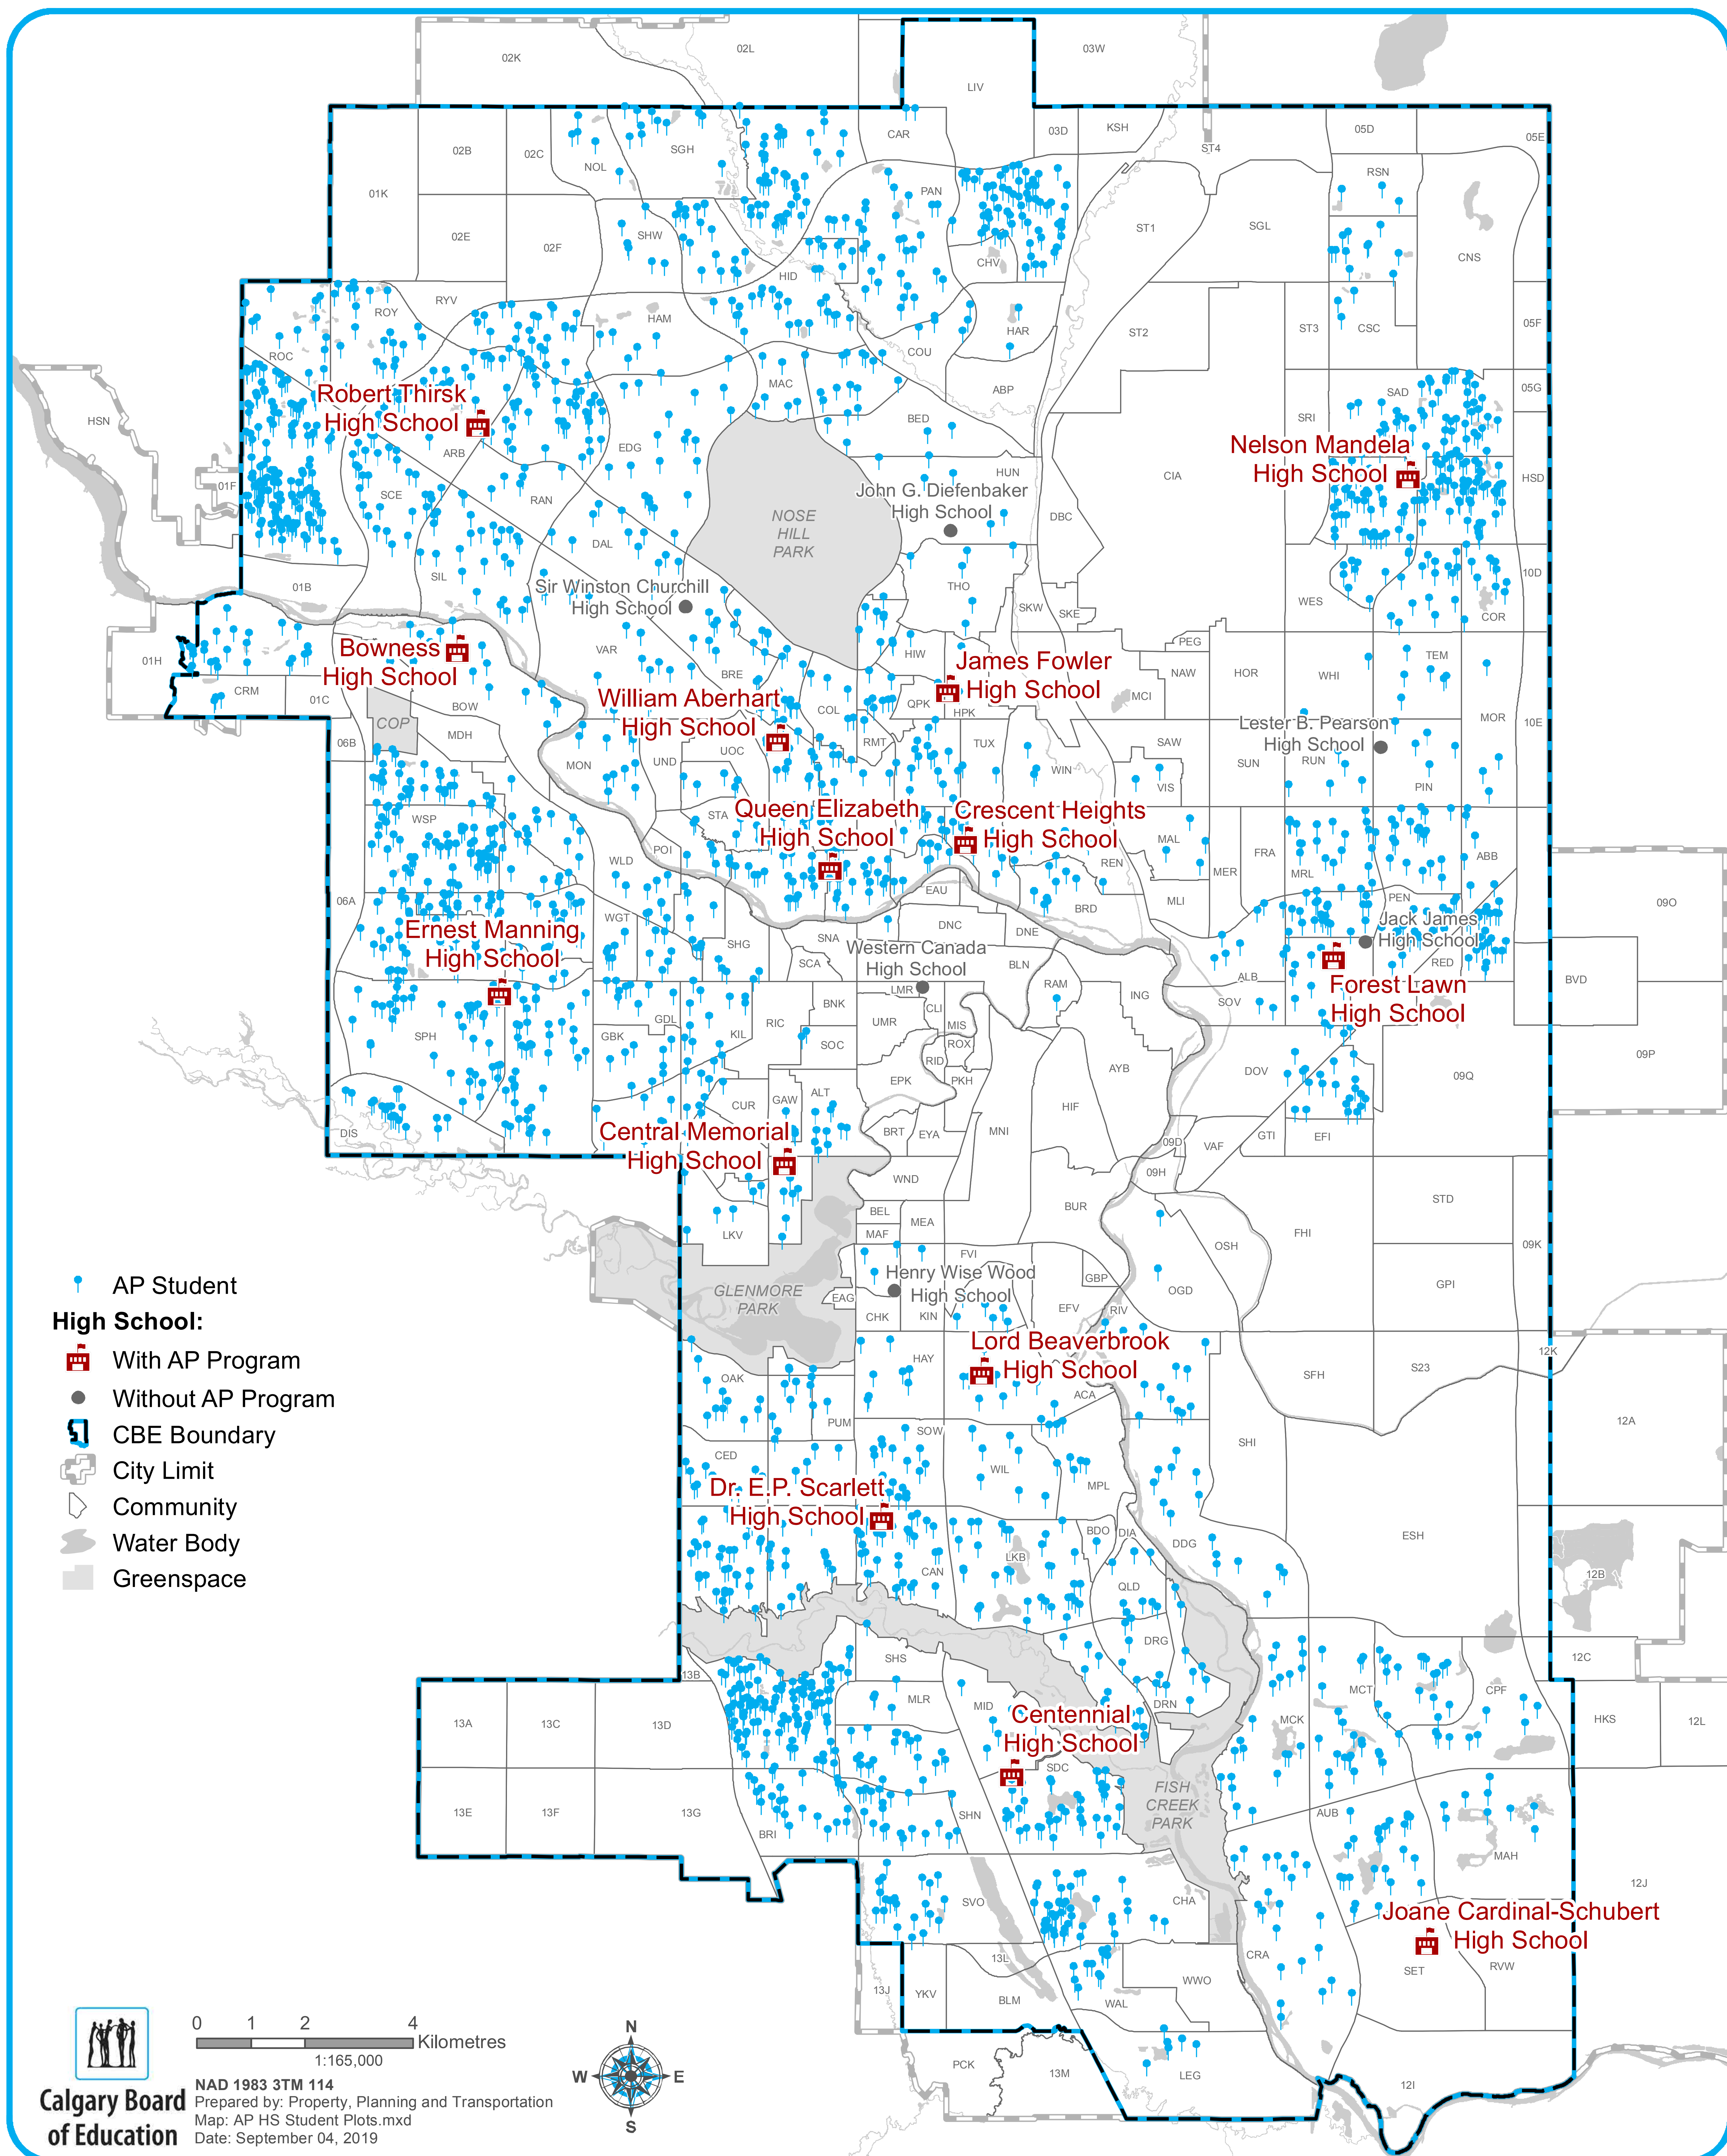 02K
02L
03W
LIV
CAR
03D
KSH
ST4
05D
05E
02B
02C
NOL
SGH
RSN
01K
PAN
02E
02F
SHW
ST1
SGL
CNS
CHV
HID
RYV
ROY
HAM
HAR
ST2
ST3
CSC
05F
ROC
COU
MAC
ABP
SAD
05G
Robert Thirsk
High School
HSN
BED
SRI
ARB
EDG
Nelson Mandela
High School
HUN
CIA
HSD
01F
SCE
RAN
John G. Diefenbaker
High School
NOSE
HILL
PARK
DBC
DAL
SIL
01B
Sir Winston Churchill
High School
THO
SKW
SKE
WES
10D
COR
VAR
HIW
PEG
TEM
01H
Bowness
High School
BRE
James Fowler
High School
NAW
HOR
WHI
CRM
01C
BOW
COP
William Aberhart
High School
COL
QPK
HPK
MCI
MOR
10E
Lester B. Pearson
High School
06B
MDH
UOC
RMT
TUX
SAW
SUN
RUN
MON
UND
WIN
VIS
PIN
WSP
STA
Queen Elizabeth
High School
Crescent Heights
High School
MAL
FRA
MRL
ABB
POI
WLD
REN
MER
EAU
06A
WGT
BRD
MLI
PEN
09O
Ernest Manning
High School
SHG
SNA
DNC
DNE
Jack James
High School
Western Canada
High School
SCA
BLN
ALB
RED
BVD
LMR
RAM
ING
SOV
Forest Lawn
High School
SPH
GBK
GDL
KIL
RIC
BNK
SOC
UMR
CLI
MIS
ROX
RID
09P
EPK
PKH
AYB
DOV
09Q
CUR
GAW
ALT
HIF
DIS
Central Memorial
High School
BRT
EYA
MNI
09D
VAF
GTI
EFI
WND
09H
BUR
STD
LKV
BEL
MEA
MAF
OSH
FHI
09K
FVI
Henry Wise Wood
High School
GBP
OGD
GPI
GLENMORE
PARK
EAG
CHK
KIN
EFV
RIV
AP Student
High School:
With AP Program
Without AP Program
CBE Boundary
City Limit
Community
Water Body
Greenspace
Lord Beaverbrook
High School
HAY
OAK
ACA
SFH
S23
12K
12A
PUM
SOW
CED
WIL
MPL
SHI
Dr. E.P. Scarlett
High School
BDO
DIA
DDG
ESH
LKB
CAN
QLD
12B
DRG
13B
SHS
12C
MLR
MID
DRN
MCT
CPF
13A
13C
13D
Centennial
High School
MCK
HKS
12L
SDC
FISH
CREEK
PARK
13E
13F
13G
BRI
SHN
AUB
MAH
SVO
CHA
12J
Joane Cardinal-Schubert
High School
13L
CRA
SET
RVW
13J
YKV
BLM
WAL
WWO
PCK
13M
LEG
12I
0 1 2 4
Kilometres
1:165,000
N
W E
S
Calgary Board
of Education
NAD 1983 3TM 114
Prepared by: Property, Planning and Transportation
Map: AP HS Student Plots.mxd
Date: September 04, 2019